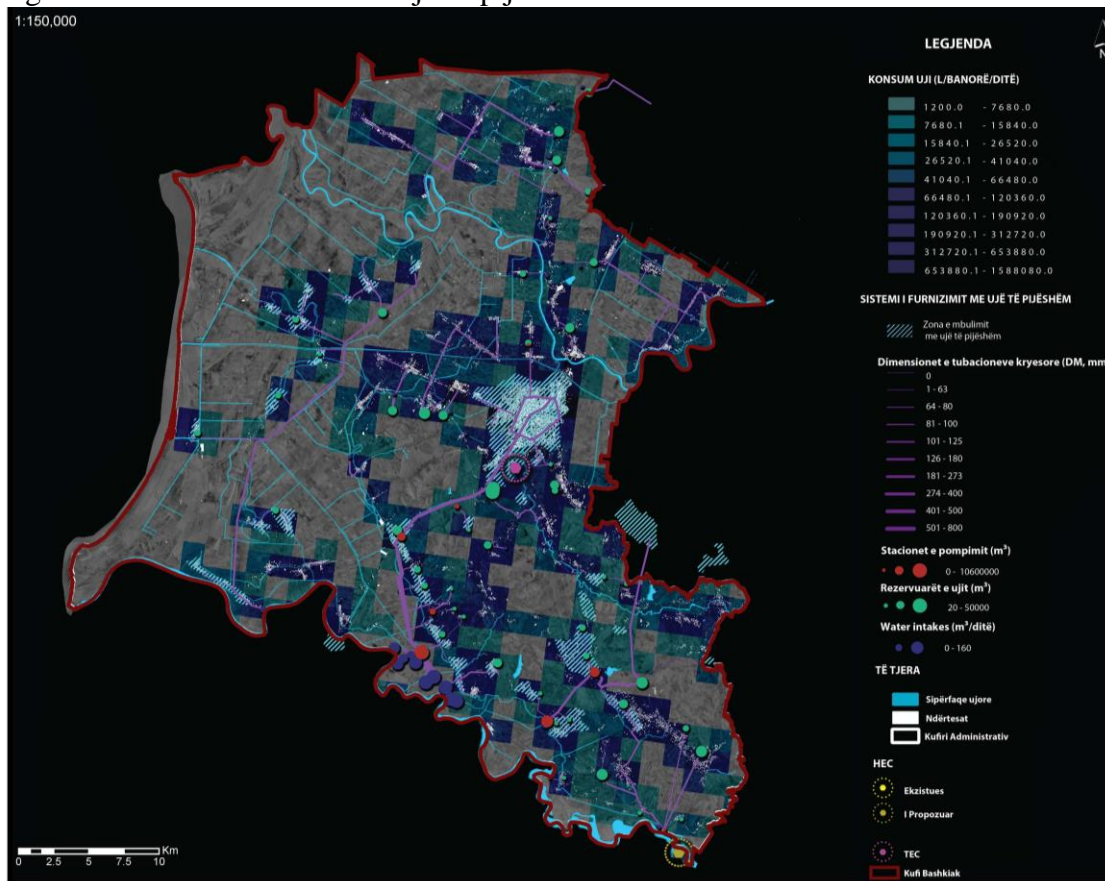 1:150,000
LEGJENDA
N
KONSUM UJI (L/BANORË/DITË)
1200.0 - 7680.0
7680.1 - 15840.0
15840.1 - 26520.0
26520.1 - 41040.0
41040.1 - 66480.0
66480.1 - 120360.0
120360.1 - 190920.0
190920.1 - 312720.0
312720.1 - 653880.0
653880.1 - 1588080.0
SISTEMI I FURNIZIMIT ME UJË TË PIJËSHËM
Zona e mbulimit
me ujë të pijëshëm
Dimensionet e tubacioneve kryesore (DM, mm
0
1 - 63
64 - 80
81 - 100
101 - 125
126 - 180
181 - 273
274 - 400
401 - 500
501 - 800
Stacionet e pompimit (m³)
0 - 10600000
Rezervuarët e ujit (m³)
20 - 50000
Water intakes (m³/ditë)
0 - 160
TË TJERA
Sipërfaqe ujore
Ndërtesat
Kufiri Administrativ
HEC
Ekzistues
I Propozuar
TEC
Kufi Bashkiak
Km
0 2.5 5 7.5 10